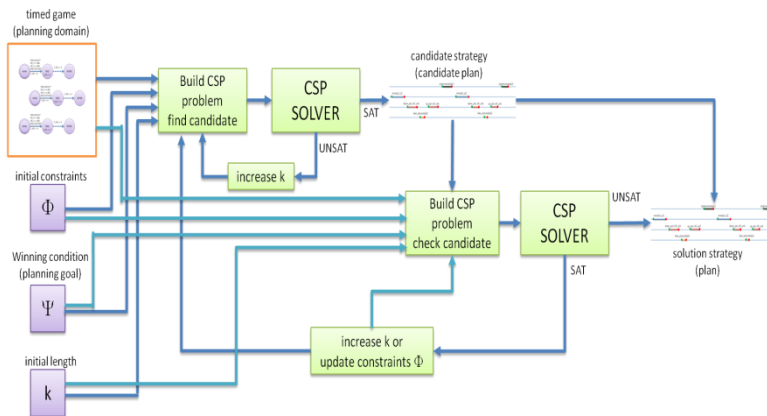 timed game
(planning domain)
initial constraints
Φ
Winning condition
(planning goal)
Ψ
initial length
k
Build CSP
problem
find candidate
CSP
SOLVER
SAT
UNSAT
increase k
candidate strategy
(candidate plan)
Build CSP
problem
check candidate
CSP
SOLVER
UNSAT
SAT
increase k or
update constraints Φ
solution strategy
(plan)